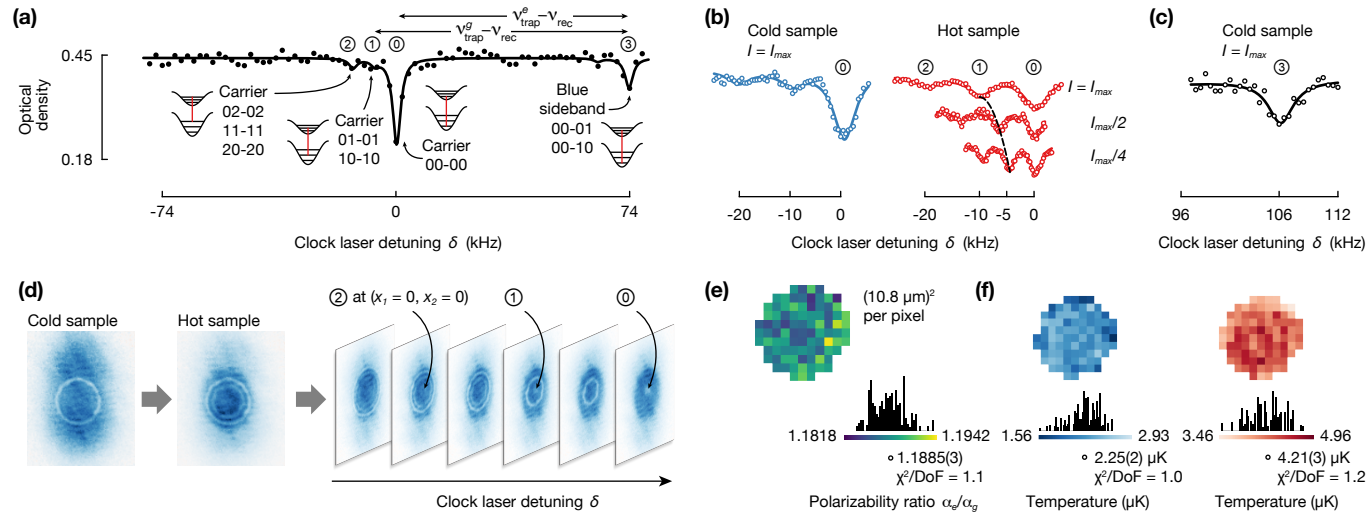 (a)
0.45
Optical
density
0.18
② ① ⓪ ③
ν^e_trap−ν_rec
ν^g_trap−ν_rec
Carrier
02-02
11-11
20-20
Carrier
01-01
10-10
Carrier
00-00
Blue
sideband
00-01
00-10
-74 0 74
Clock laser detuning δ (kHz)
(b)
Cold sample
I = I_max
⓪
-20 -10 0
Clock laser detuning δ (kHz)
Hot sample
② ① ⓪
I = I_max
I_max/2
I_max/4
-20 -10 -5 0
(c)
Cold sample
I = I_max
③
96 106 112
Clock laser detuning δ (kHz)
(d)
Cold sample
Hot sample
② at (x₁ = 0, x₂ = 0)
①
⓪
Clock laser detuning δ
(e)
(10.8 µm)²
per pixel
1.1818 1.1942
1.1885(3)
χ²/DoF = 1.1
Polarizability ratio α_e/α_g
(f)
1.56 2.93
2.25(2) µK
χ²/DoF = 1.0
Temperature (µK)
3.46 4.96
4.21(3) µK
χ²/DoF = 1.2
Temperature (µK)